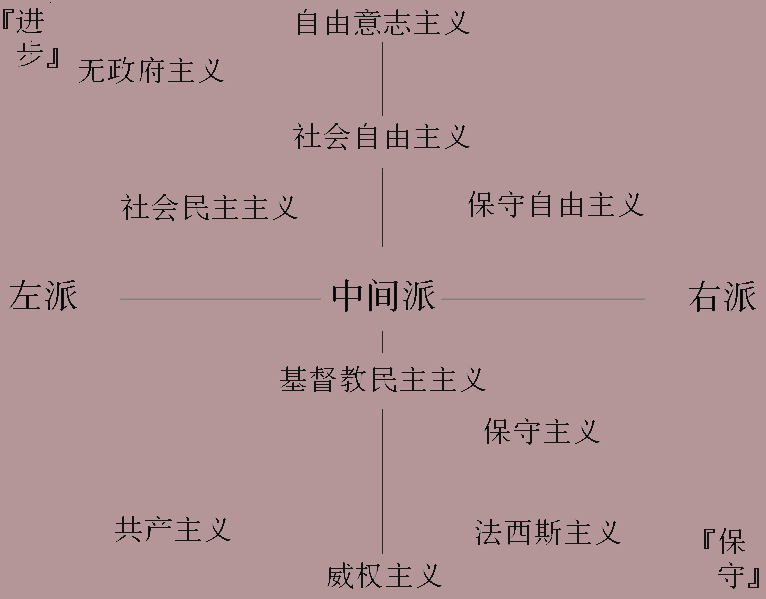 『进
步』
自由意志主义
无政府主义
社会自由主义
社会民主主义
保守自由主义
左派
中间派
右派
基督教民主主义
保守主义
共产主义
法西斯主义
『保
守』
威权主义